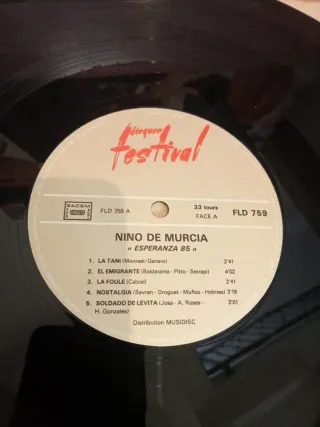 disques
festival
SACEM
FLD 759 A
33 tours
FACE A
FLD 759
NINO DE MURCIA
« ESPERANZA 85 »
1. LA TANI (Monreal-Genaro) 2'41
2. EL EMIGRANTE (Soldarama - Pitto - Serrapi) 4'02
3. LA FOULE (Cabral) 2'41
4. NOSTALGIA (Sevran - Droguet - Muñoz - Holmes) 3'16
5. SOLDADO DE LEVITA (Josa - A. Roses - 3'01
H. Gonzales)
Distribution MUSIDISC